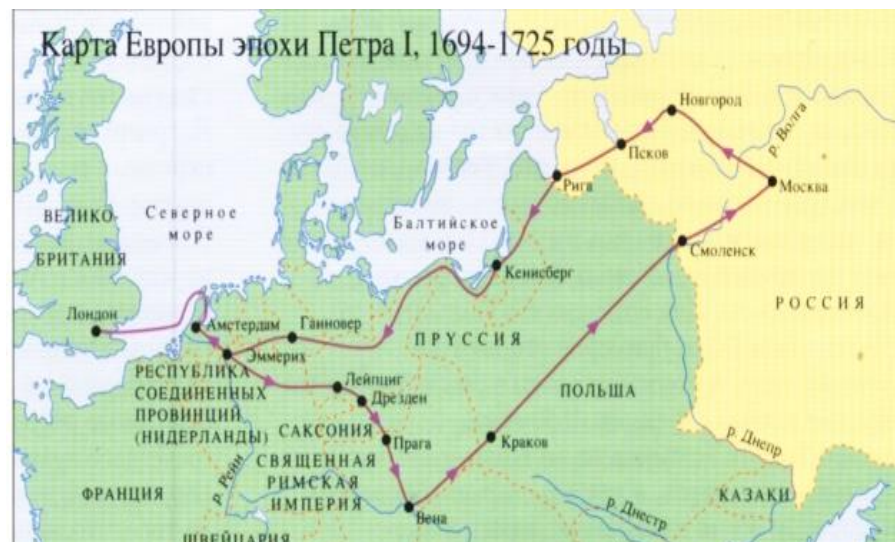 Карта Европы эпохи Петра I, 1694-1725 годы
Новгород
р. Волга
Псков
Рига
Москва
ВЕЛИКО-
БРИТАНИЯ
Северное
море
Балтийское
море
Смоленск
Кенисберг
РОССИЯ
Лондон
Амстердам
Ганновер
ПРУССИЯ
Эммерих
РЕСПУБЛИКА
СОЕДИНЕННЫХ
ПРОВИНЦИЙ
(НИДЕРЛАНДЫ)
Лейпциг
Дрезден
ПОЛЬША
САКСОНИЯ
Прага
Краков
р. Днепр
СВЯЩЕННАЯ
РИМСКАЯ
ИМПЕРИЯ
р. Рейн
ФРАНЦИЯ
Вена
р. Днестр
КАЗАКИ
ШВЕЙЦАРИЯ